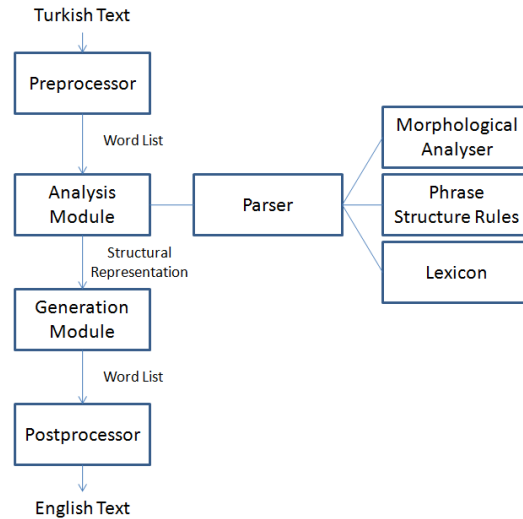 Turkish Text
Preprocessor
Word List
Analysis
Module
Parser
Morphological
Analyser
Phrase
Structure Rules
Lexicon
Structural
Representation
Generation
Module
Word List
Postprocessor
English Text